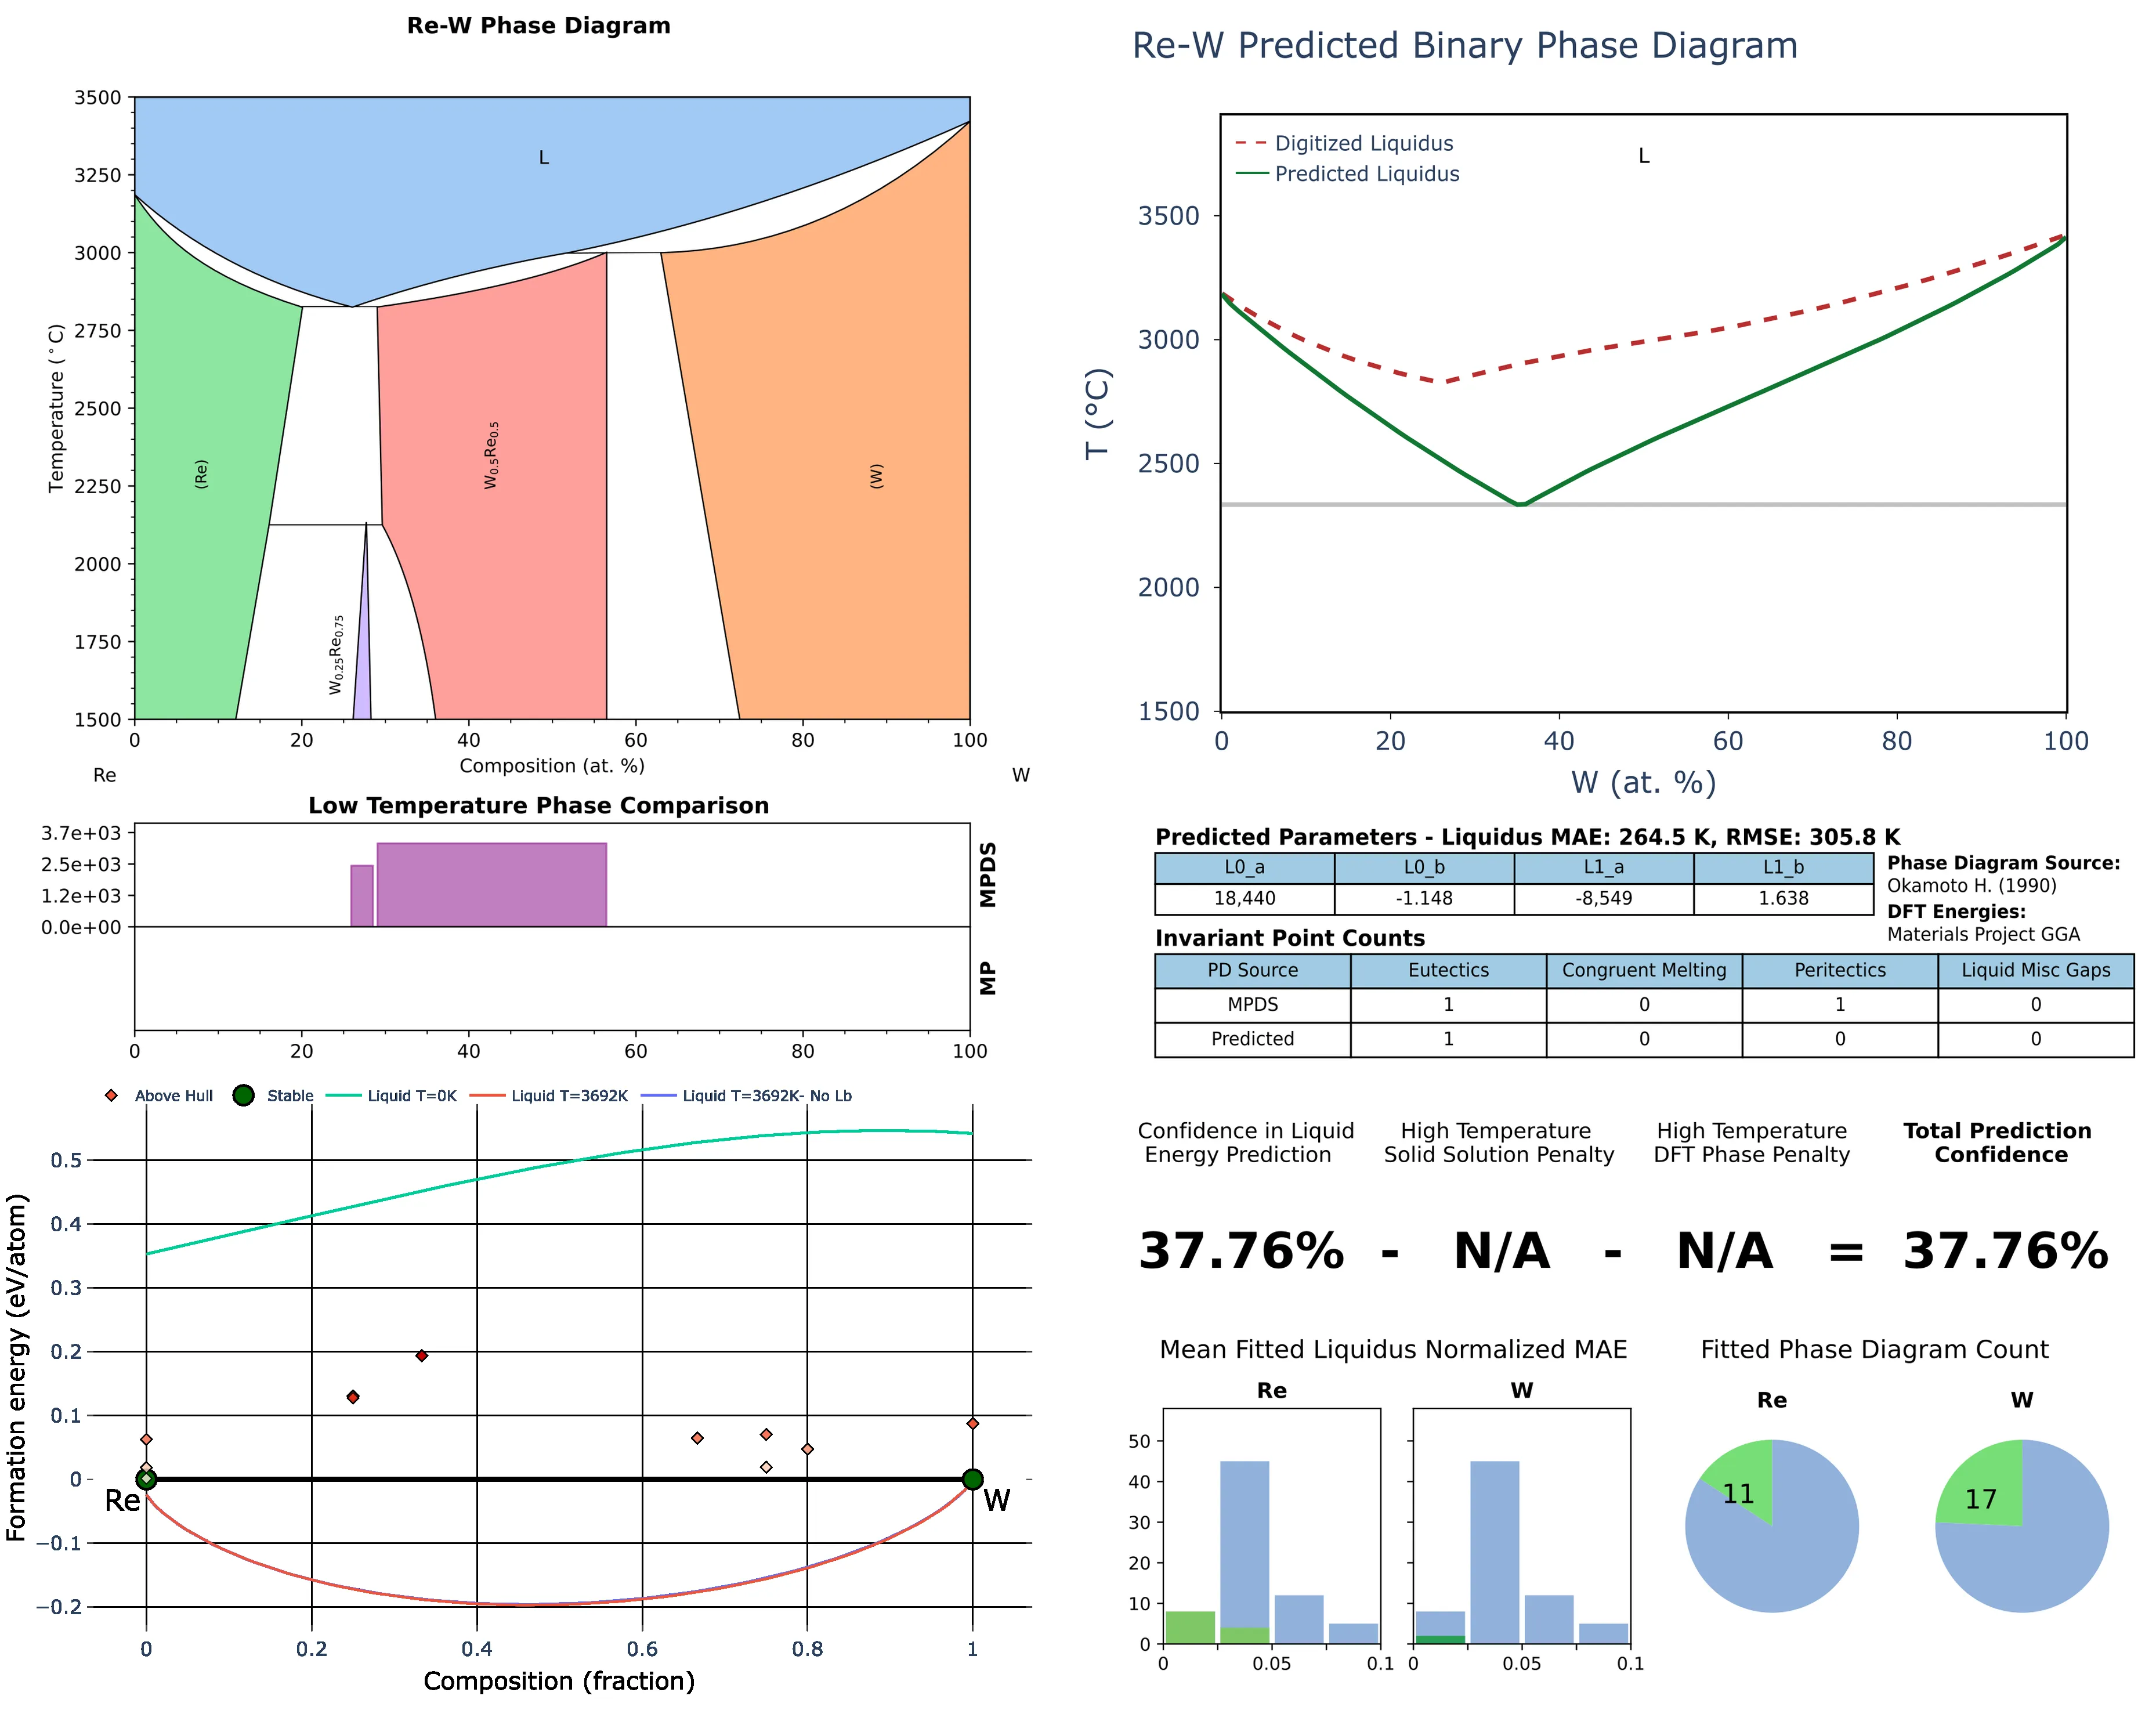 Re-W Phase Diagram
3500
3250
3000
2750
2500
2250
2000
1750
1500
Temperature (°C)
L
(Re)
W0.25Re0.75
W0.5Re0.5
(W)
0 20 40 60 80 100
Composition (at. %)
Re W
Low Temperature Phase Comparison
3.7e+03
2.5e+03
1.2e+03
0.0e+00
MPDS
MP
0 20 40 60 80 100
Above Hull Stable Liquid T=0K Liquid T=3692K Liquid T=3692K- No Lb
0.5
0.4
0.3
0.2
0.1
0
−0.1
−0.2
Formation energy (eV/atom)
Re W
0 0.2 0.4 0.6 0.8 1
Composition (fraction)
Re-W Predicted Binary Phase Diagram
Digitized Liquidus
Predicted Liquidus
L
3500
3000
2500
2000
1500
T (°C)
0 20 40 60 80 100
W (at. %)
Predicted Parameters - Liquidus MAE: 264.5 K, RMSE: 305.8 K
L0_a L0_b L1_a L1_b
18,440 -1.148 -8,549 1.638
Phase Diagram Source:
Okamoto H. (1990)
DFT Energies:
Materials Project GGA
Invariant Point Counts
PD Source Eutectics Congruent Melting Peritectics Liquid Misc Gaps
MPDS 1 0 1 0
Predicted 1 0 0 0
Confidence in Liquid Energy Prediction
High Temperature Solid Solution Penalty
High Temperature DFT Phase Penalty
Total Prediction Confidence
37.76% - N/A - N/A = 37.76%
Mean Fitted Liquidus Normalized MAE
Re W
50
40
30
20
10
0
0 0.05 0.1 0 0.05 0.1
Fitted Phase Diagram Count
Re W
11 17